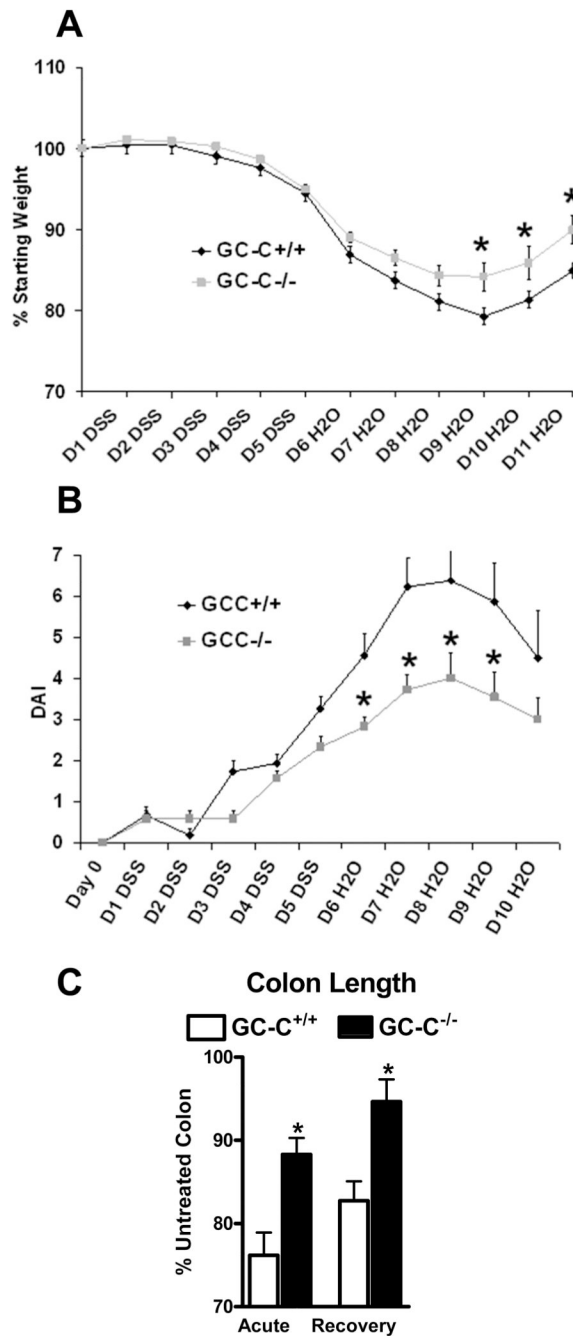 A
110
100
90
80
70
% Starting Weight
GC-C+/+
GC-C-/-
*
*
*
D1 DSS
D2 DSS
D3 DSS
D4 DSS
D5 DSS
D6 H2O
D7 H2O
D8 H2O
D9 H2O
D10 H2O
D11 H2O
B
7
6
5
4
3
2
1
0
DAI
GCC+/+
GCC-/-
*
*
*
*
Day 0
D1 DSS
D2 DSS
D3 DSS
D4 DSS
D5 DSS
D6 H2O
D7 H2O
D8 H2O
D9 H2O
D10 H2O
C
Colon Length
GC-C+/+
GC-C-/-
100
90
80
70
% Untreated Colon
*
*
Acute
Recovery